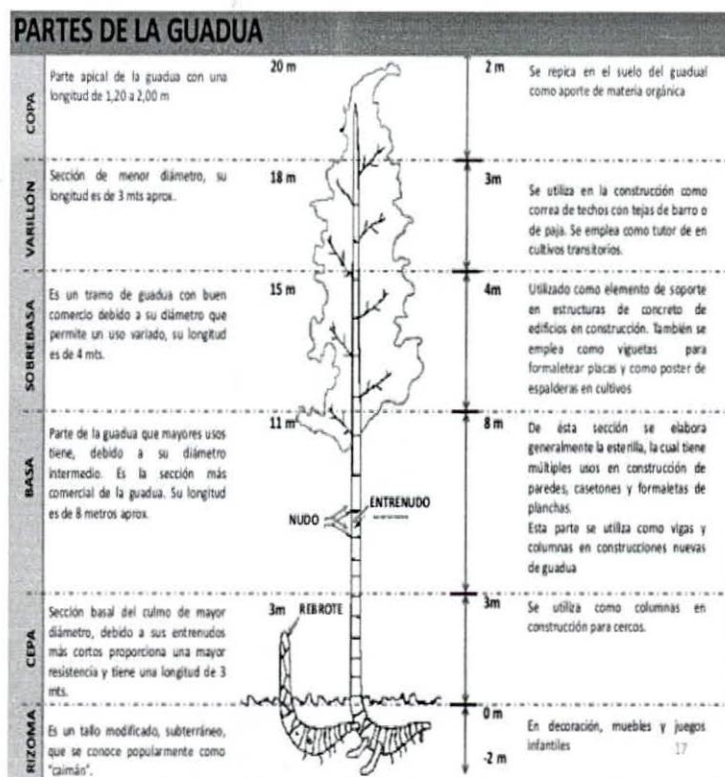 PARTES DE LA GUADUA
COPA
Parte apical de la guadua con una
longitud de 1,20 a 2,00 m
20 m
2 m
Se repica en el suelo del guadual
como aporte de materia orgánica
VARILLÓN
Sección de menor diámetro, su
longitud es de 3 mts aprox.
18 m
3m
Se utiliza en la construcción como
correa de techos con tejas de barro o
de paja. Se emplea como tutor de en
cultivos transitorios.
SOBREBASA
Es un tramo de guadua con buen
comercio debido a su diámetro que
permite un uso variado, su longitud
es de 4 mts.
15 m
4m
Utilizado como elemento de soporte
en estructuras de concreto de
edificios en construcción. También se
emplea como viguetas para
formaletear placas y como poster de
espalderas en cultivos
BASA
Parte de la guadua que mayores usos
tiene, debido a su diámetro
intermedio. Es la sección más
comercial de la guadua. Su longitud
es de 8 metros aprox.
11 m
NUDO
ENTRENUDO
8 m
De ésta sección se elabora
generalmente la esterilla, la cual tiene
múltiples usos en construcción de
paredes, casetones y formaletas de
planchas.
Esta parte se utiliza como vigas y
columnas en construcciones nuevas
de guadua
CEPA
Sección basal del culmo de mayor
diámetro, debido a sus entrenudos
más cortos proporciona una mayor
resistencia y tiene una longitud de 3
mts.
3m
REBROTE
3m
Se utiliza como columnas en
construcción para cercos.
RIZOMA
Es un tallo modificado, subterráneo,
que se conoce popularmente como
"caimán".
0 m
-2 m
En decoración, muebles y juegos
infantiles
17